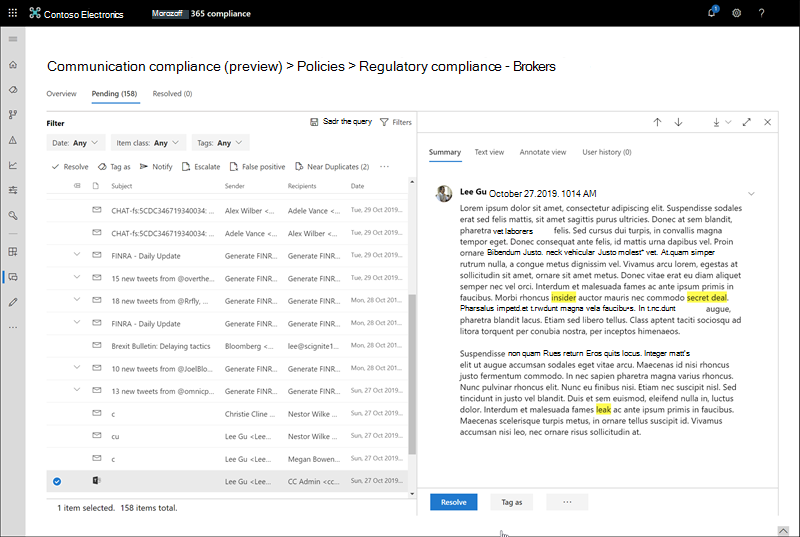 Contoso Electronics
Marozoff 365 compliance
1
?
Communication compliance (preview) > Policies > Regulatory compliance - Brokers
Overview
Pending (158)
Resolved (0)
Filter
Sadr the query
Filters
Date: Any
Item class: Any
Tags: Any
Resolve
Tag as
Notify
Escalate
False positive
Near Duplicates (2)
...
Subject Sender Recipients Date
CHAT-fs:5CDC346719340034: ... Alex Wilber <... Adele Vance <... Tue, 29 Oct 2019...
CHAT-fs:5CDC346719340034: ... Alex Wilber <... Adele Vance <... Tue, 29 Oct 2019...
FINRA - Daily Update Generate FINR... Generate FINR... Tue, 29 Oct 2019...
15 new tweets from @overthe... Generate FINR... Generate FINR... Tue, 29 Oct 2019...
18 new tweets from @Rrfly, ... Generate FINR... Generate FINR... Mon, 28 Oct 201...
FINRA - Daily Update Generate FINR... Generate FINR... Mon, 28 Oct 201...
Brexit Bulletin: Delaying tactics Bloomberg <... lee@scignite1... Mon, 28 Oct 201...
10 new tweets from @JoelBlo... Generate FINR... Generate FINR... Mon, 28 Oct 201...
13 new tweets from @omnicp... Generate FINR... Generate FINR... Sun, 27 Oct 2019...
c Christie Cline ... Nestor Wilke ... Sun, 27 Oct 2019...
cu Lee Gu <Lee... Nestor Wilke ... Sun, 27 Oct 2019...
c Lee Gu <Lee... Megan Bowen... Sun, 27 Oct 2019...
Lee Gu <Lee... CC Admin <cc... Sun, 27 Oct 2019...
1 item selected. 158 items total.
Summary
Text view
Annotate view
User history (0)
Lee Gu October 27.2019. 1014 AM
Lorem ipsum dolor sit amet, consectetur adipiscing elit. Suspendisse sodales
erat sed felis mattis, sit amet sagittis purus ultricies. Donec at sem blandit,
pharetra vet laborers felis. Sed cursus dui turpis, in convallis magna
tempor eget. Donec consequat ante felis, id mattis urna dapibus vel. Proin
ornare Bibendum Justo. neck vehicular Justo molest* vet. At.quam simper
rutrum nulla, a congue metus dignissim vel. Vivamus arcu lorem, egestas at
sollicitudin sit amet, ornare sit amet metus. Donec vitae erat eu diam aliquet
semper nec vel orci. Interdum et malesuada fames ac ante ipsum primis in
faucibus. Morbi rhoncus insider auctor mauris nec commodo secret deal.
Pharsalus impetd.et t.rwdunt magna vela faucibu•s. In t.nc.dunt augue,
pharetra blandit lacus. Etiam sed libero tellus. Class aptent taciti sociosqu ad
litora torquent per conubia nostra, per inceptos himenaeos.
Suspendisse non quam Rues return Eros quits locus. Integer matt's
elit ut augue accumsan sodales eget vitae arcu. Maecenas id nisi rhoncus
justo fermentum commodo. In nec sapien pharetra magna varius rhoncus.
Nunc pulvinar rhoncus elit. Nunc eu finibus nisi. Etiam nec suscipit nisl. Sed
tincidunt in justo vel blandit. Duis et sem euismod, eleifend nulla in, luctus
dolor. Interdum et malesuada fames leak ac ante ipsum primis in faucibus.
Maecenas scelerisque turpis metus, in ornare tellus suscipit id. Vivamus
accumsan nisi leo, nec ornare risus sollicitudin at.
Resolve
Tag as
...